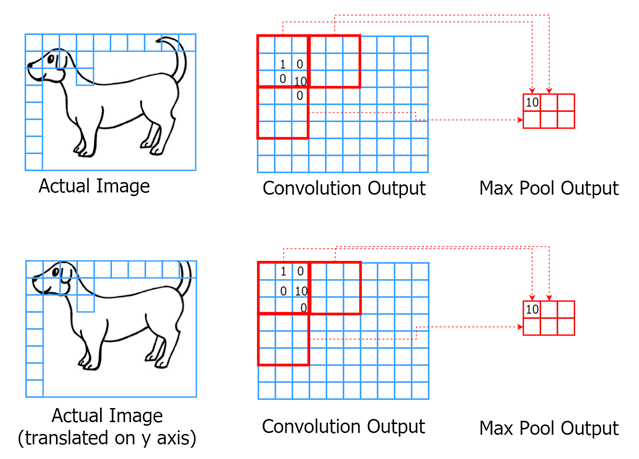 1 0
0 10
0
10
Actual Image
Convolution Output
Max Pool Output
1 0
0 10
0
10
Actual Image
(translated on y axis)
Convolution Output
Max Pool Output